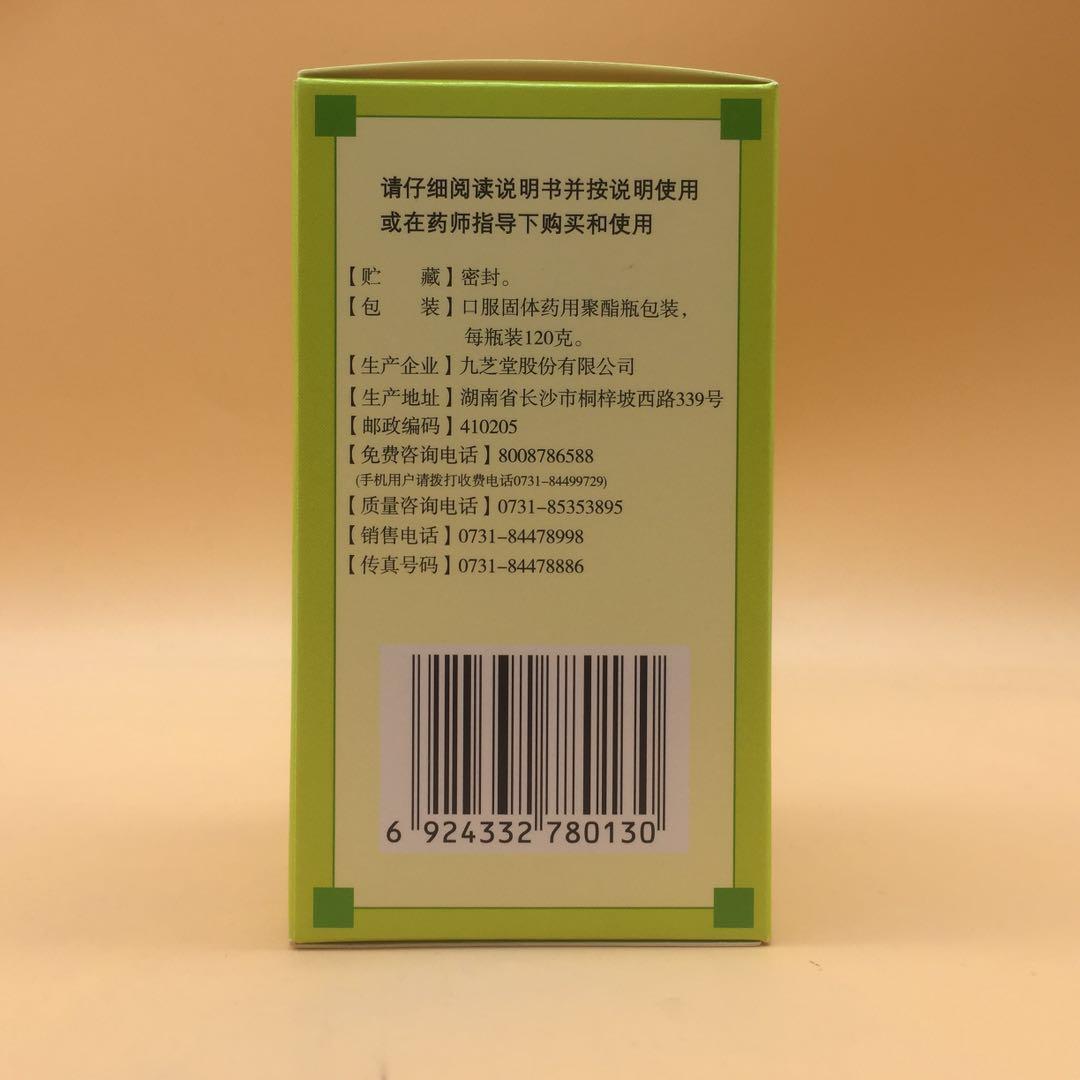 请仔细阅读说明书并按说明使用
或在药师指导下购买和使用
【贮　　藏】密封。
【包　　装】口服固体药用聚酯瓶包装，
每瓶装120克。
【生产企业】九芝堂股份有限公司
【生产地址】湖南省长沙市桐梓坡西路339号
【邮政编码】410205
【免费咨询电话】8008786588
(手机用户请拨打收费电话0731-84499729)
【质量咨询电话】0731-85353895
【销售电话】0731-84478998
【传真号码】0731-84478886
6 924332 780130